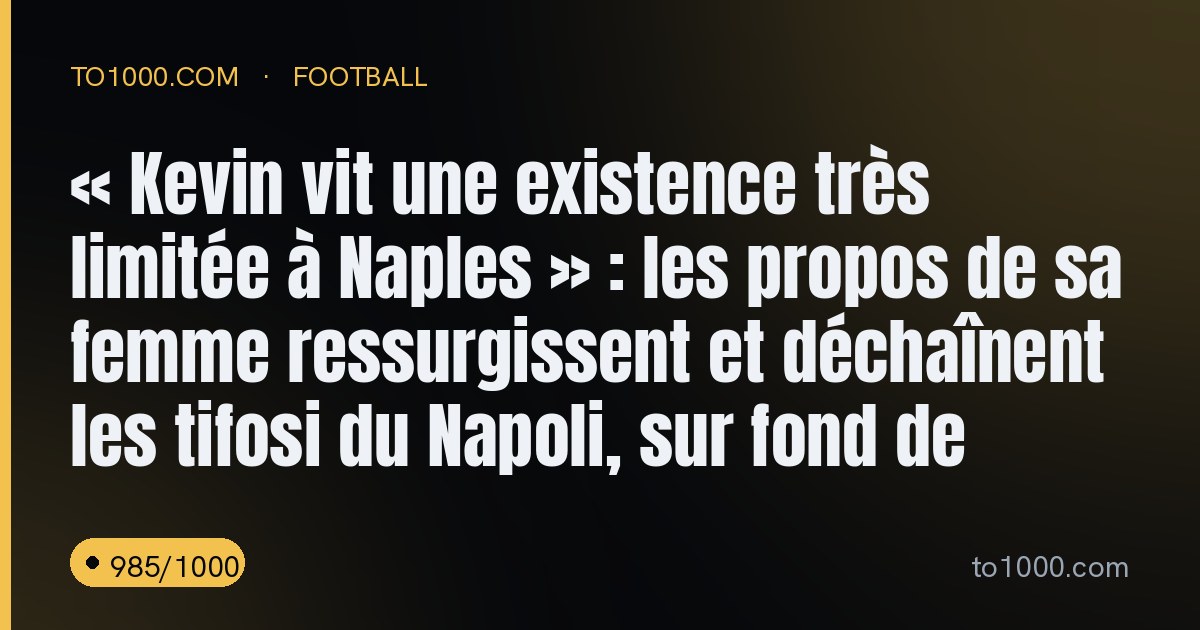 TO1000.COM · FOOTBALL
« Kevin vit une existence très
limitée à Naples » : les propos de sa
femme ressurgissent et déchaînent
les tifosi du Napoli, sur fond de
985/1000
to1000.com